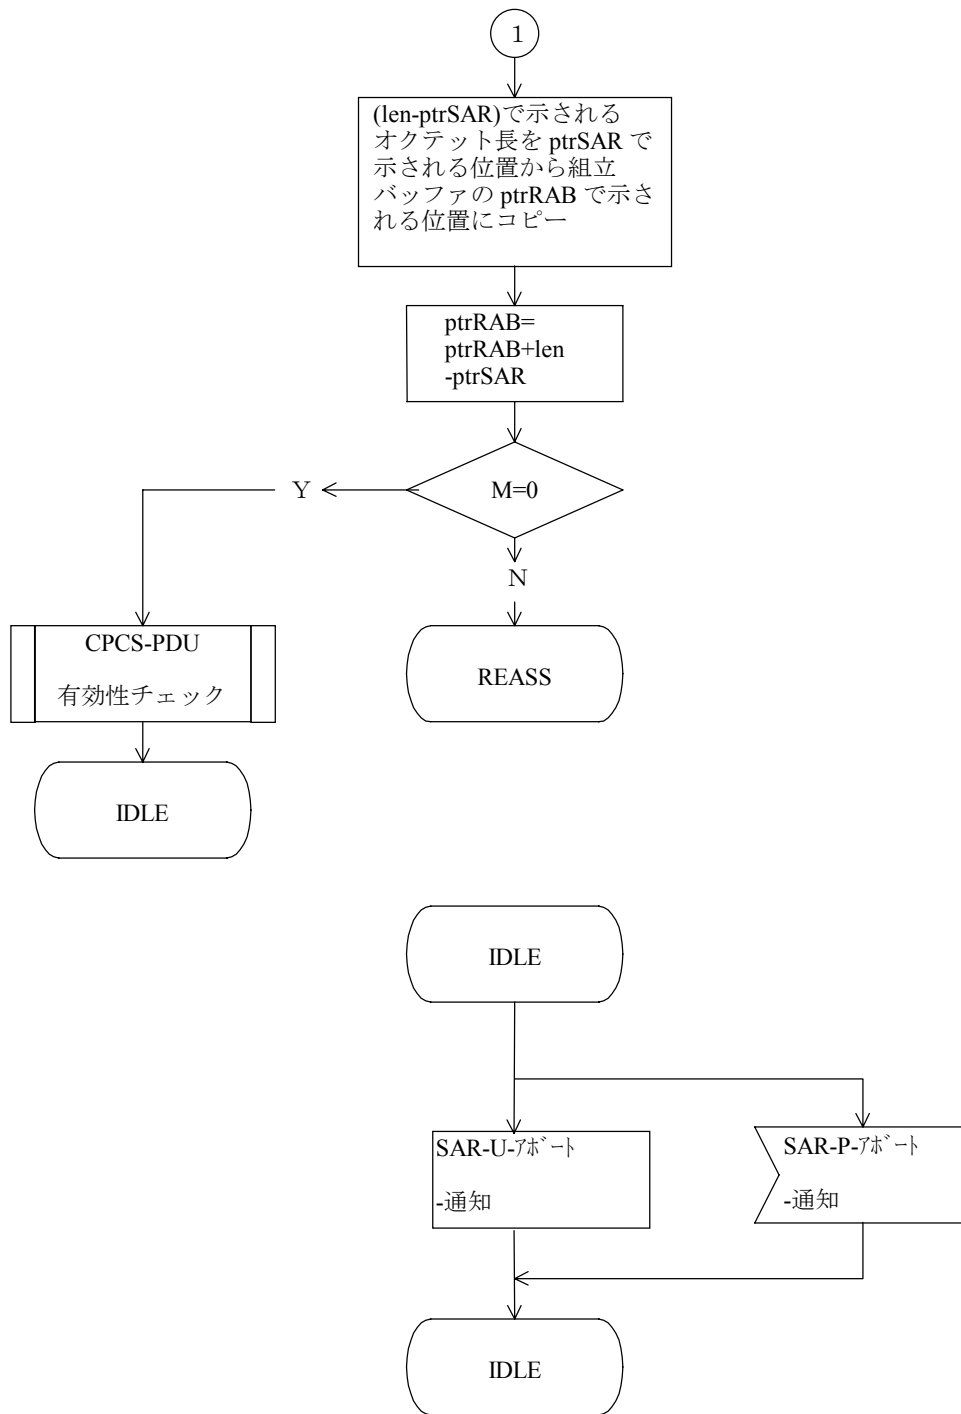 1
(len-ptrSAR)で示される
オクテット長を ptrSAR で
示される位置から組立
バッファの ptrRAB で示さ
れる位置にコピー
ptrRAB=
ptrRAB+len
-ptrSAR
M=0
Y
N
CPCS-PDU
有効性チェック
REASS
IDLE
IDLE
SAR-U-ｱﾎﾞｰﾄ
-通知
SAR-P-ｱﾎﾞｰﾄ
-通知
IDLE